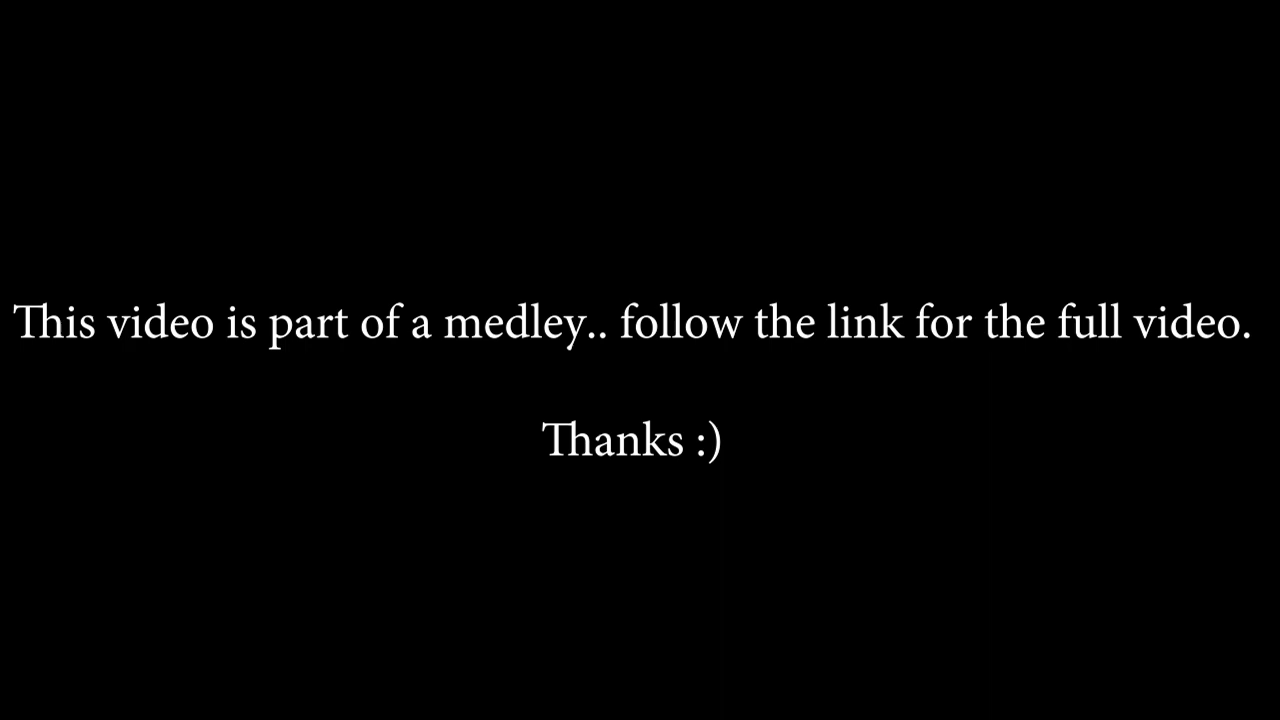 This video is part of a medley.. follow the link for the full video.
Thanks :)